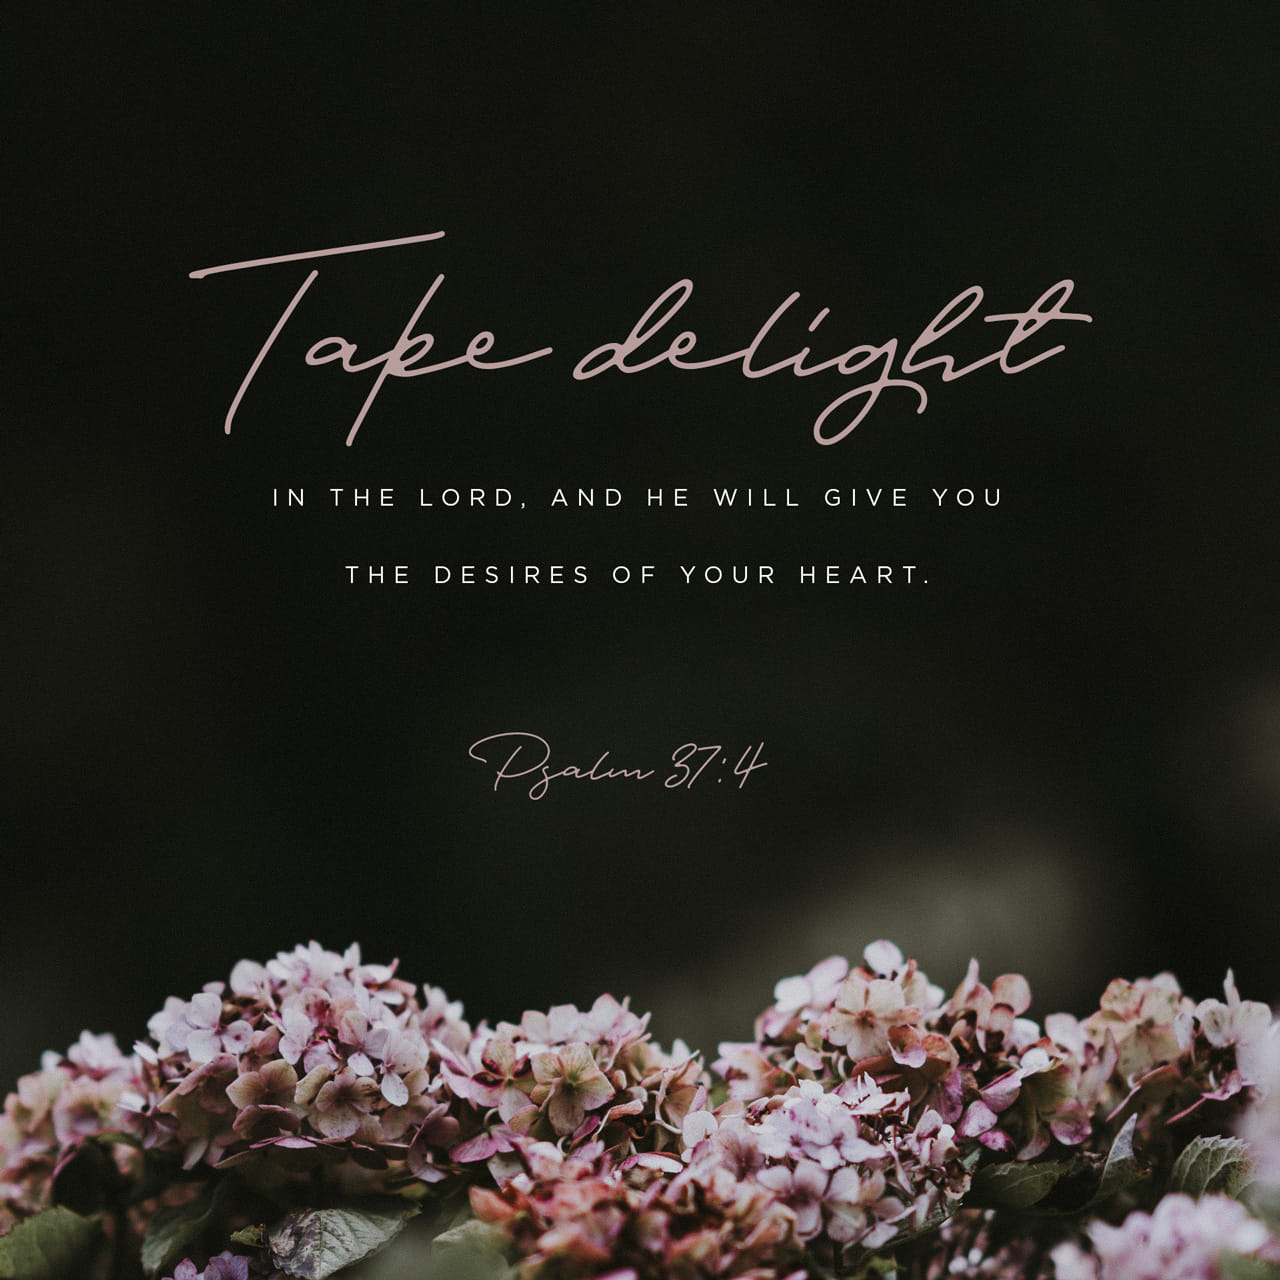 Take delight
IN THE LORD, AND HE WILL GIVE YOU
THE DESIRES OF YOUR HEART.
Psalm 37:4